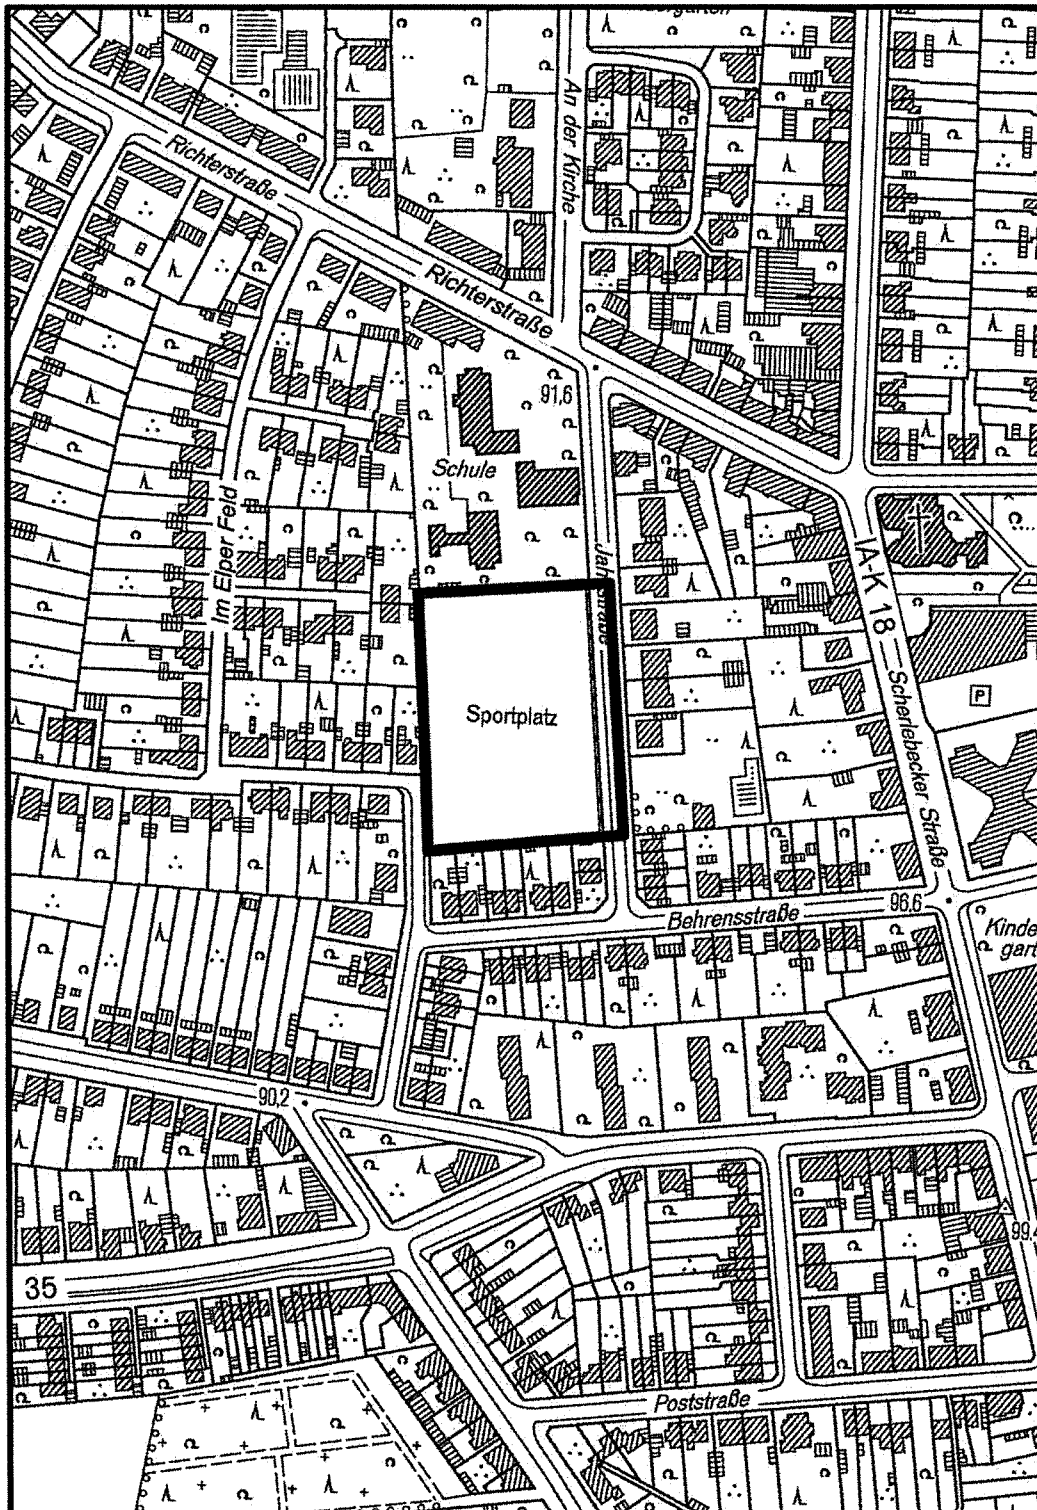 Richterstraße
An der Kirche
Richterstraße
91,6
Schule
Im Elper Feld
IA-K 18
Scherlebecker Straße
P
Sportplatz
Behrensstraße
96,6
Kinde
gart
90,2
35
99,4
Poststraße